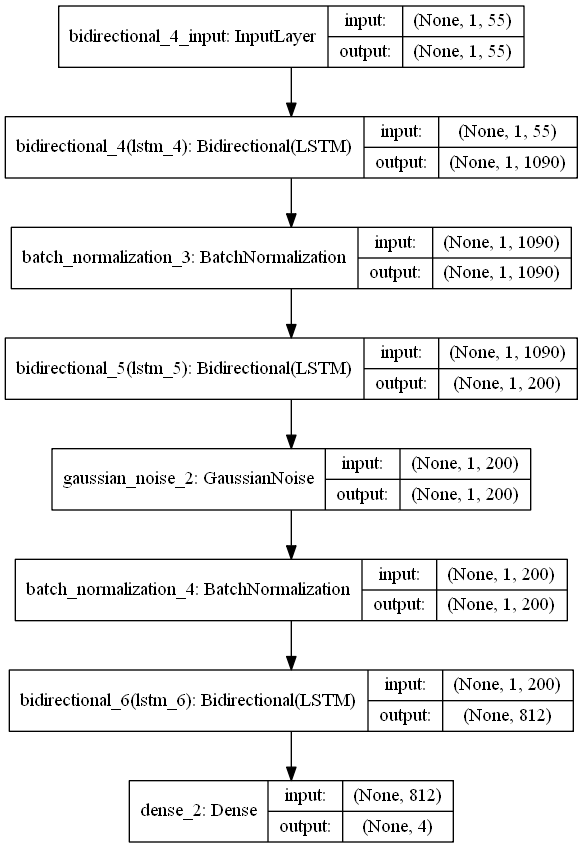 bidirectional_4_input: InputLayer
input: (None, 1, 55)
output: (None, 1, 55)
bidirectional_4(lstm_4): Bidirectional(LSTM)
input: (None, 1, 55)
output: (None, 1, 1090)
batch_normalization_3: BatchNormalization
input: (None, 1, 1090)
output: (None, 1, 1090)
bidirectional_5(lstm_5): Bidirectional(LSTM)
input: (None, 1, 1090)
output: (None, 1, 200)
gaussian_noise_2: GaussianNoise
input: (None, 1, 200)
output: (None, 1, 200)
batch_normalization_4: BatchNormalization
input: (None, 1, 200)
output: (None, 1, 200)
bidirectional_6(lstm_6): Bidirectional(LSTM)
input: (None, 1, 200)
output: (None, 812)
dense_2: Dense
input: (None, 812)
output: (None, 4)